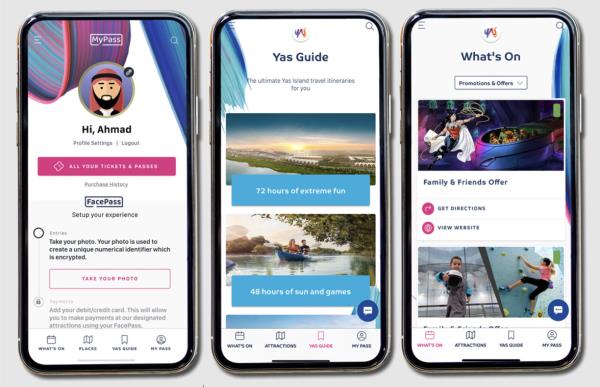 MyPass
Hi, Ahmad
Profile Settings | Logout
ALL YOUR TICKETS & PASSES
Purchase History
FacePass
Setup your experience
Entries
Take your photo. Your photo is used
to create a unique numerical identifier which
is encrypted.
TAKE YOUR PHOTO
Payments
Add your debit/credit card. This will allow
you to make payments at our designated
attractions using your FacePass.
WHAT'S ON
PLACES
YAS GUIDE
MY PASS
yas
Yas Guide
The ultimate Yas Island travel itineraries
for you
72 hours of extreme fun
48 hours of sun and games
WHAT'S ON
ATTRACTIONS
YAS GUIDE
MY PASS
yas
What's On
Promotions & Offers
Family & Friends Offer
GET DIRECTIONS
VIEW WEBSITE
Family & Friends Offer
WHAT'S ON
ATTRACTIONS
YAS GUIDE
MY PASS